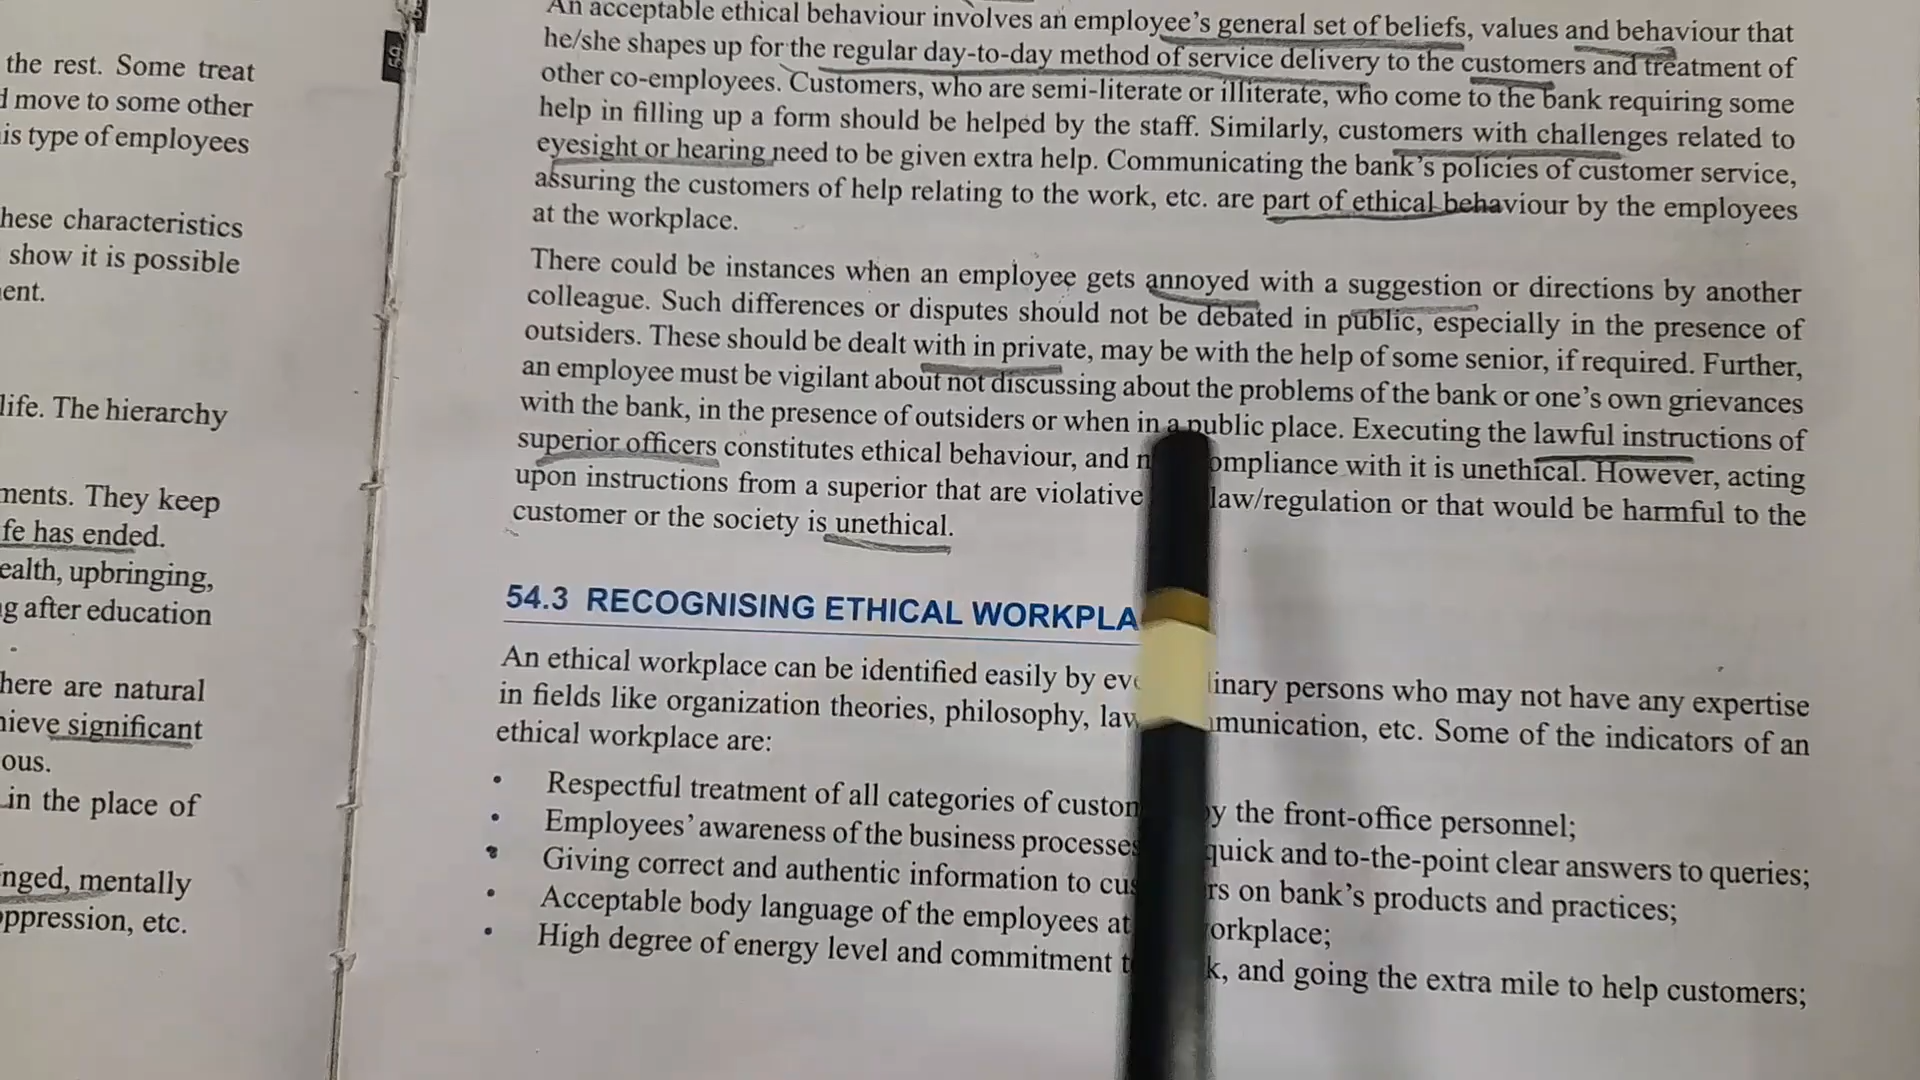 the rest. Some treat
move to some other
is type of employees
hese characteristics
show it is possible
ent.
life. The hierarchy
ments. They keep
fe has ended.
ealth, upbringing,
g after education
here are natural
hieve significant
ous.
in the place of
nged, mentally
ppression, etc.
An acceptable ethical behaviour involves an employee's general set of beliefs, values and behaviour that
he/she shapes up for the regular day-to-day method of service delivery to the customers and treatment of
other co-employees. Customers, who are semi-literate or illiterate, who come to the bank requiring some
help in filling up a form should be helped by the staff. Similarly, customers with challenges related to
eyesight or hearing need to be given extra help. Communicating the bank's policies of customer service,
assuring the customers of help relating to the work, etc. are part of ethical behaviour by the employees
at the workplace.
There could be instances when an employee gets annoyed with a suggestion or directions by another
colleague. Such differences or disputes should not be debated in public, especially in the presence of
outsiders. These should be dealt with in private, may be with the help of some senior, if required. Further,
an employee must be vigilant about not discussing about the problems of the bank or one's own grievances
with the bank, in the presence of outsiders or when in a public place. Executing the lawful instructions of
superior officers constitutes ethical behaviour, and n ompliance with it is unethical. However, acting
upon instructions from a superior that are violative law/regulation or that would be harmful to the
customer or the society is unethical.
54.3 RECOGNISING ETHICAL WORKPLA
An ethical workplace can be identified easily by eve inary persons who may not have any expertise
in fields like organization theories, philosophy, law munication, etc. Some of the indicators of an
ethical workplace are:
• Respectful treatment of all categories of custom y the front-office personnel;
• Employees' awareness of the business processes quick and to-the-point clear answers to queries;
• Giving correct and authentic information to cus rs on bank's products and practices;
• Acceptable body language of the employees at orkplace;
• High degree of energy level and commitment t k, and going the extra mile to help customers;